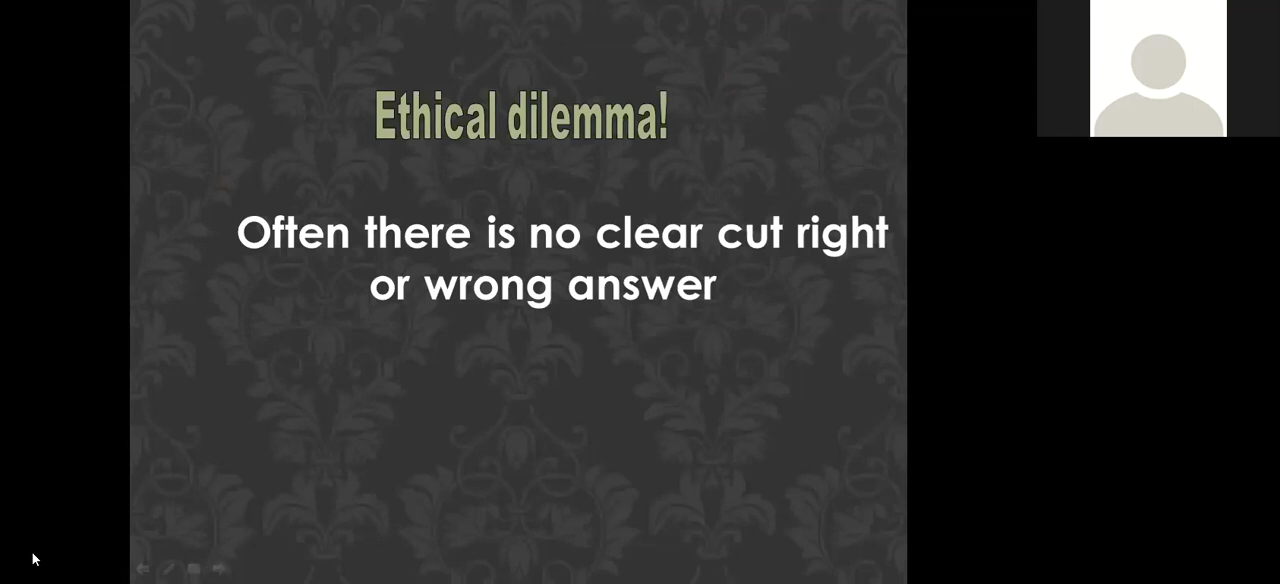 Ethical dilemma!
Often there is no clear cut right
or wrong answer